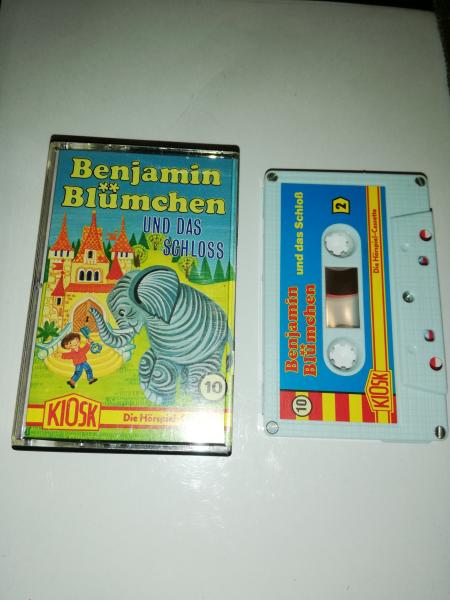 Benjamin
Blümchen
UND DAS
SCHLOSS
10
KIOSK
Die Hörspiel-Cassette
Benjamin
Blümchen
und das Schloß
2
10
KIOSK
Die Hörspiel-Cassette